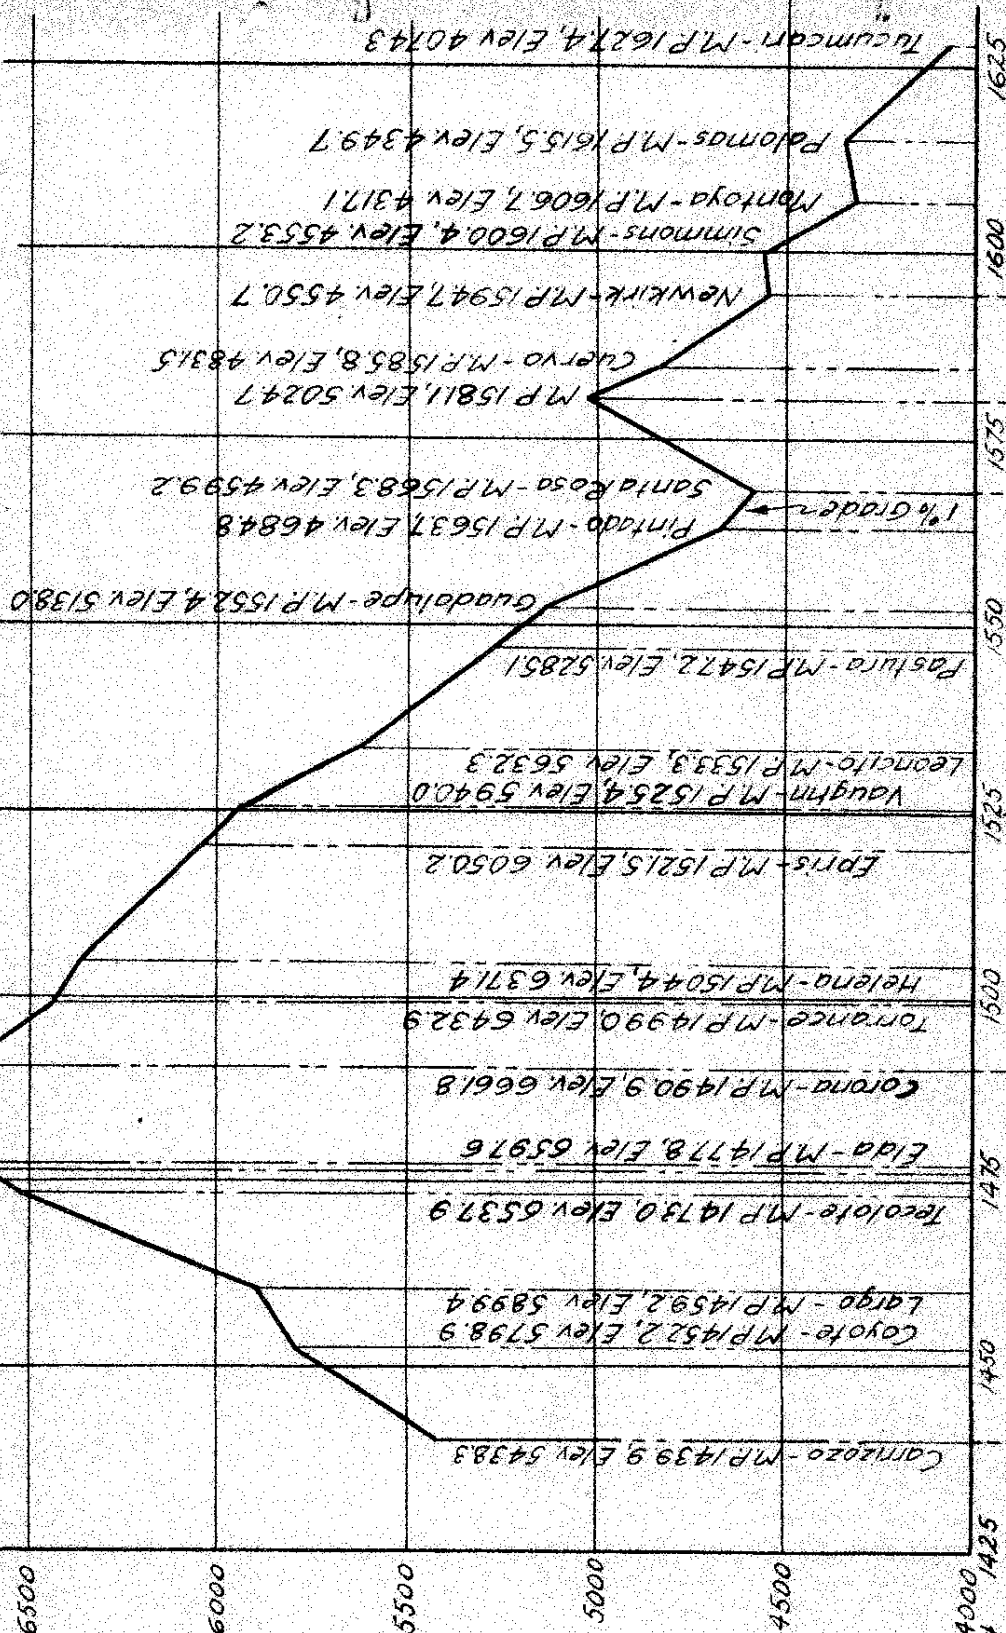 Tucumcari - M.P. 1627.4, Elev 4074.3
Palomas - M.P. 1615.5, Elev. 4349.7
Montoya - M.P. 1606.7, Elev. 4317.1
Simmons - M.P. 1600.4, Elev. 4553.2
Newkirk - M.P. 1594.7, Elev. 4550.7
Cuervo - M.P. 1585.8, Elev. 4831.5
M.P. 1581.1, Elev 5024.7
Santa Rosa - M.P. 1568.3, Elev 4599.2
1% Grade
Pintado - M.P. 1563.7, Elev. 4684.8
Guadalupe - M.P. 1552.4, Elev 5138.0
Pastura - M.P. 1547.2, Elev. 5285.1
Leoncito - M.P. 1533.3, Elev 5632.3
Vaughn - M.P. 1525.4, Elev 5940.0
Epris - M.P. 1521.5, Elev 6050.2
Helena - M.P. 1504.4, Elev. 6371.4
Torrance - M.P. 1499.0, Elev 6432.9
Corona - M.P. 1490.9, Elev. 6661.8
Elda - M.P. 1477.8, Elev. 6597.6
Tecolote - M.P. 1473.0, Elev 6537.9
Largo - M.P. 1459.2, Elev 5899.4
Coyote - M.P. 1452.2, Elev 5798.9
Carrizozo - M.P. 1439.9, Elev 5438.3
1625
1600
1575
1550
1525
1500
1475
1450
1425
6500
6000
5500
5000
4500
4000